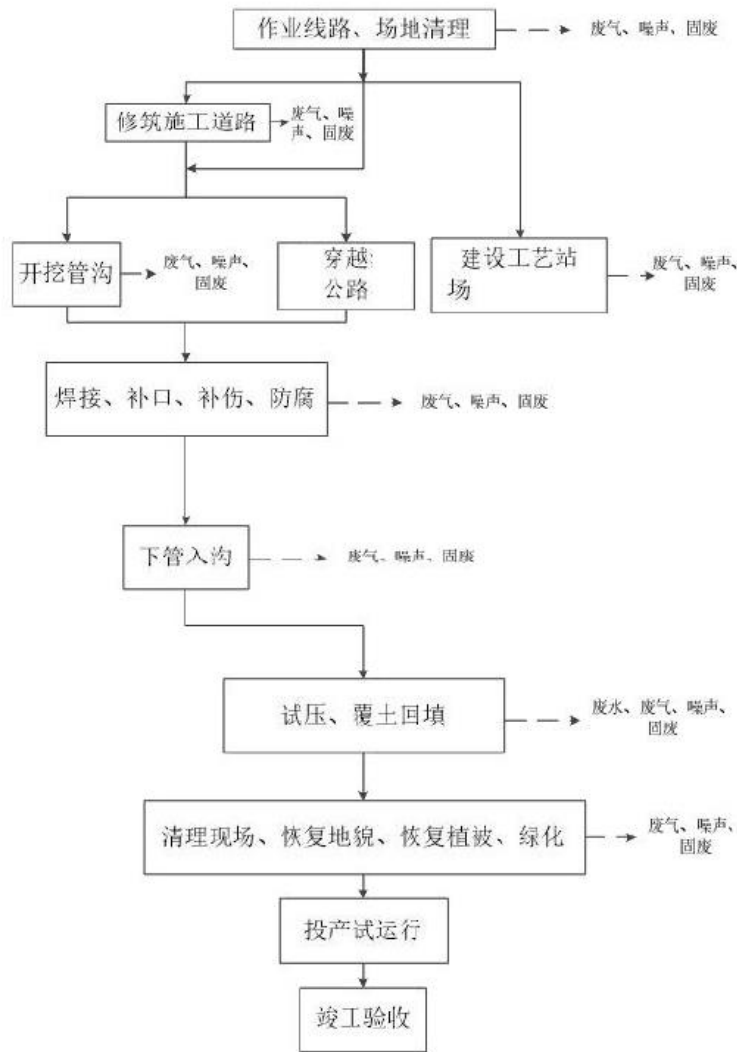 作业线路、场地清理
废气、噪声、固废
修筑施工道路
废气、噪
声、固废
开挖管沟
废气、噪声、
固废
穿越
公路
建设工艺站
场
废气、噪声、
固废
焊接、补口、补伤、防腐
废气、噪声、固废
下管入沟
废气、噪声、固废
试压、覆土回填
废水、废气、噪声、
固废
清理现场、恢复地貌、恢复植被、绿化
废气、噪声、
固废
投产试运行
竣工验收